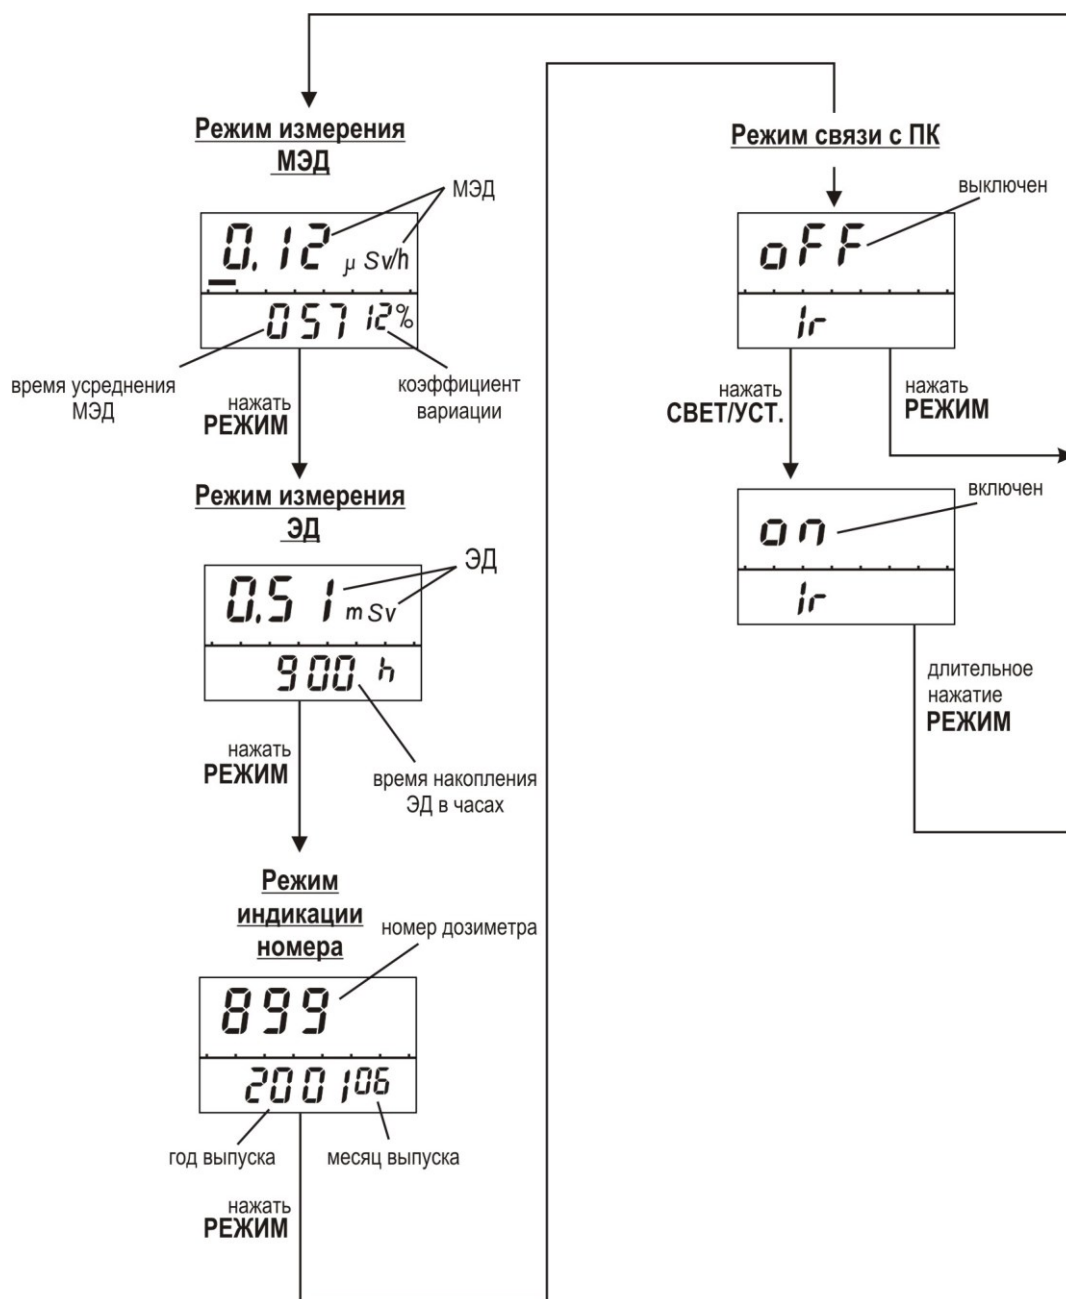 Режим измерения
МЭД
МЭД
0.12 µ Sv/h
057 12%
время усреднения
МЭД
коэффициент
вариации
нажать
РЕЖИМ
Режим измерения
ЭД
ЭД
0.51 mSv
900 h
нажать
РЕЖИМ
время накопления
ЭД в часах
Режим
индикации
номера
номер дозиметра
899
2001 06
год выпуска
месяц выпуска
нажать
РЕЖИМ
Режим связи с ПК
выключен
oFF
Ir
нажать
СВЕТ/УСТ.
нажать
РЕЖИМ
включен
on
Ir
длительное
нажатие
РЕЖИМ